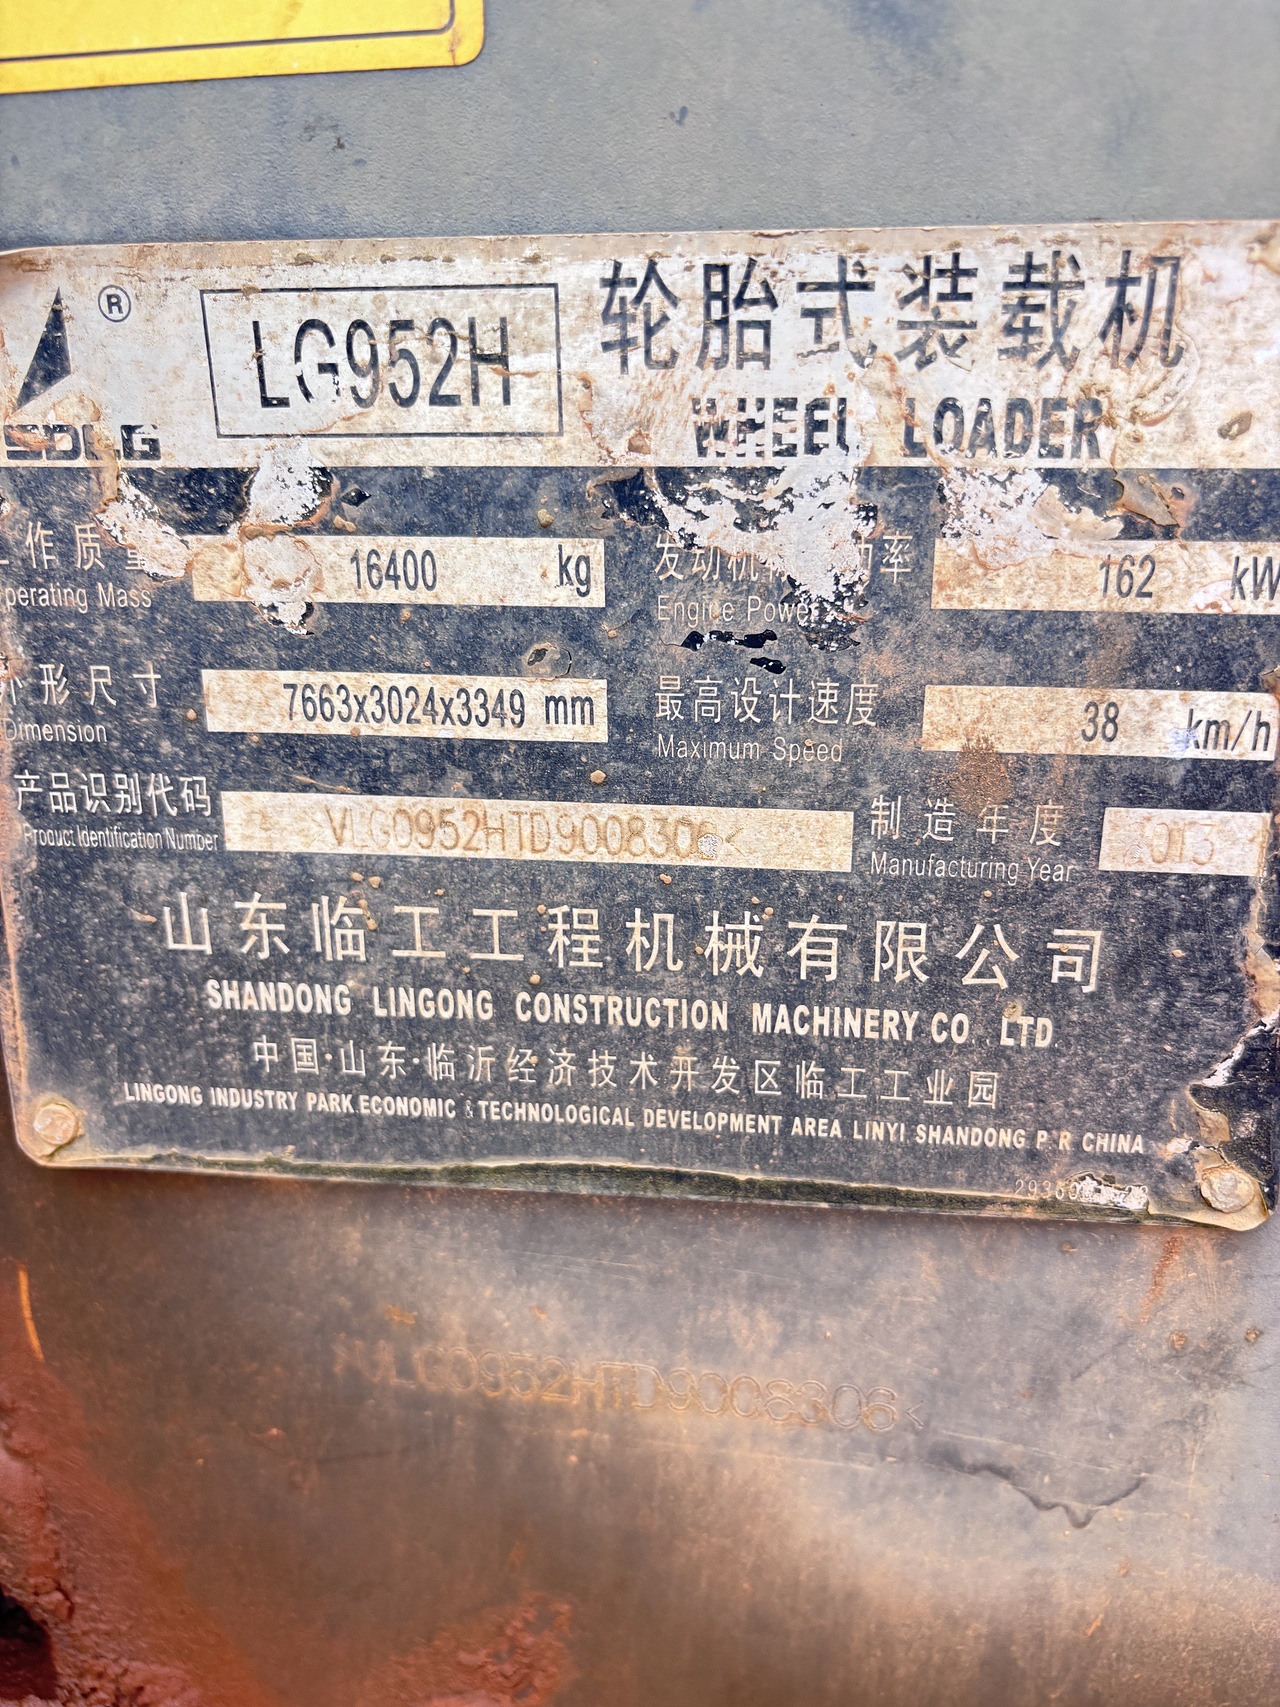 ®
SDLG
LG952H
轮胎式装载机
WHEEL LOADER
工作质量 16400 kg
Operating Mass
发动机 功率 162 kW
Engine Power
外形尺寸 7663x3024x3349 mm
Dimension
最高设计速度 38 km/h
Maximum Speed
产品识别代码 VLG0952HTD9008306<
Product Identification Number
制造年度 2013
Manufacturing Year
山东临工工程机械有限公司
SHANDONG LINGONG CONSTRUCTION MACHINERY CO LTD
中国·山东·临沂经济技术开发区临工工业园
LINGONG INDUSTRY PARK.ECONOMIC & TECHNOLOGICAL DEVELOPMENT AREA LINYI SHANDONG P R CHINA
VLG0952HTD9008306<